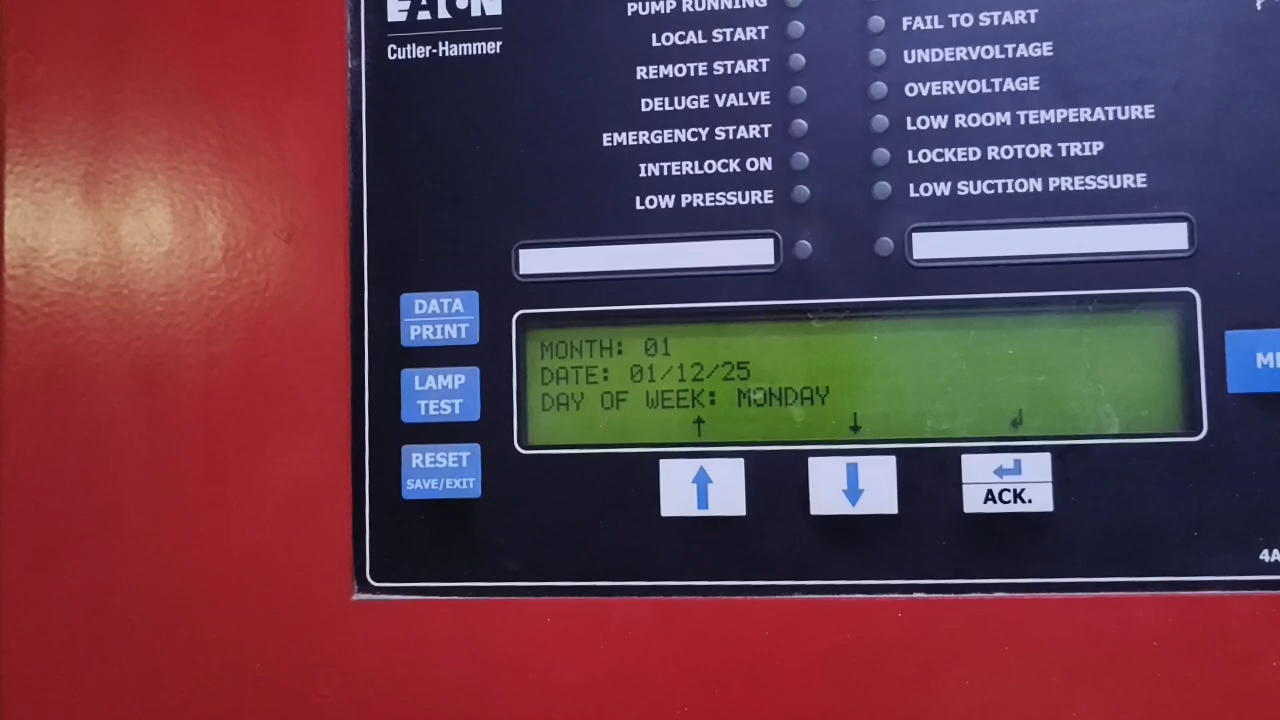 EATON
Cutler-Hammer
PUMP RUNNING
LOCAL START
REMOTE START
DELUGE VALVE
EMERGENCY START
INTERLOCK ON
LOW PRESSURE
FAIL TO START
UNDERVOLTAGE
OVERVOLTAGE
LOW ROOM TEMPERATURE
LOCKED ROTOR TRIP
LOW SUCTION PRESSURE
DATA
PRINT
LAMP
TEST
RESET
SAVE/EXIT
MONTH: 01
DATE: 01/12/25
DAY OF WEEK: MONDAY
↑ ↓ ↲
ACK.